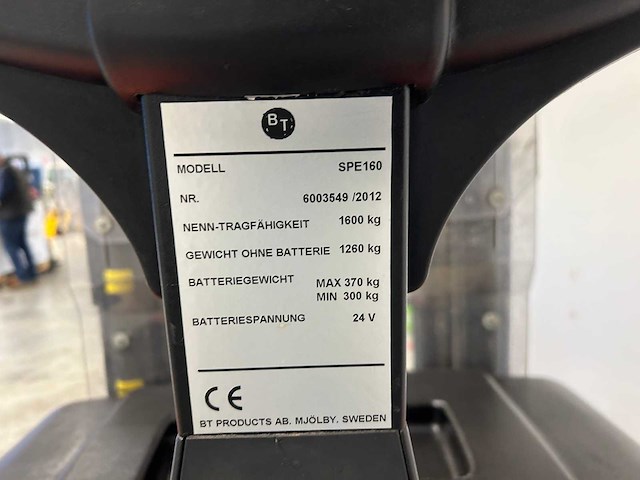 BT
MODELL SPE160
NR. 6003549 /2012
NENN-TRAGFÄHIGKEIT 1600 kg
GEWICHT OHNE BATTERIE 1260 kg
BATTERIEGEWICHT MAX 370 kg
MIN 300 kg
BATTERIESPANNUNG 24 V
CE
BT PRODUCTS AB. MJÖLBY. SWEDEN